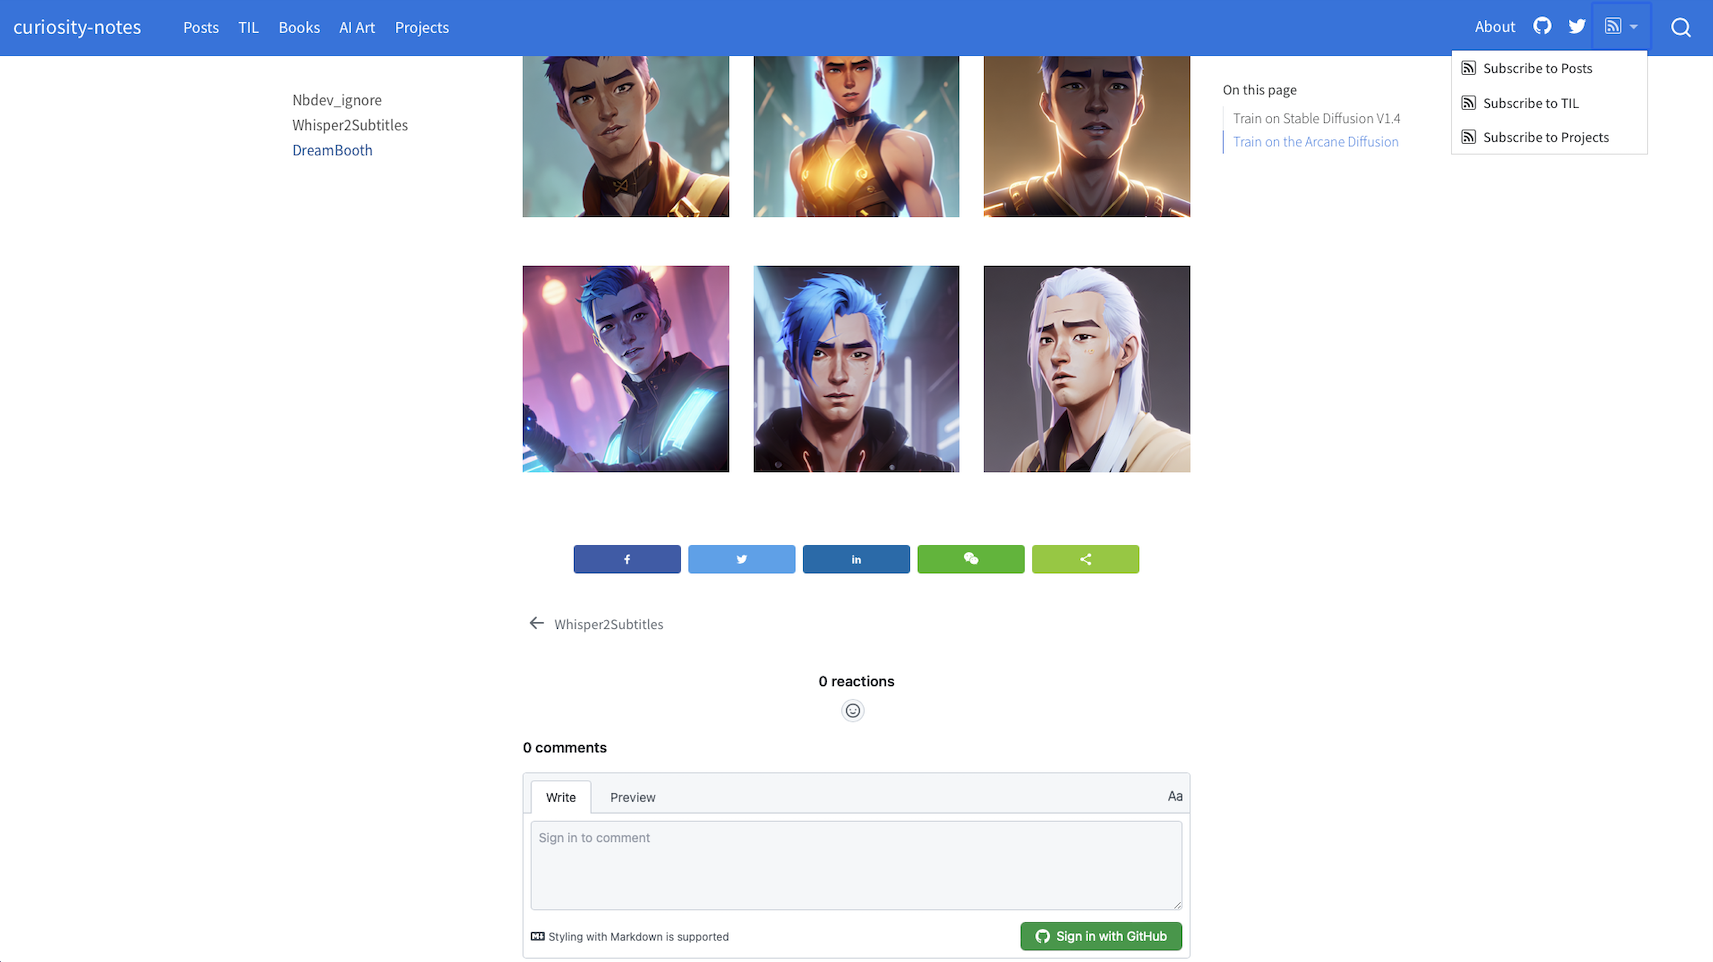 curiosity-notes
Posts TIL Books AI Art Projects
About
Subscribe to Posts
Subscribe to TIL
Subscribe to Projects
Nbdev_ignore
Whisper2Subtitles
DreamBooth
On this page
Train on Stable Diffusion V1.4
Train on the Arcane Diffusion
Whisper2Subtitles
0 reactions
0 comments
Write Preview Aa
Sign in to comment
Styling with Markdown is supported
Sign in with GitHub